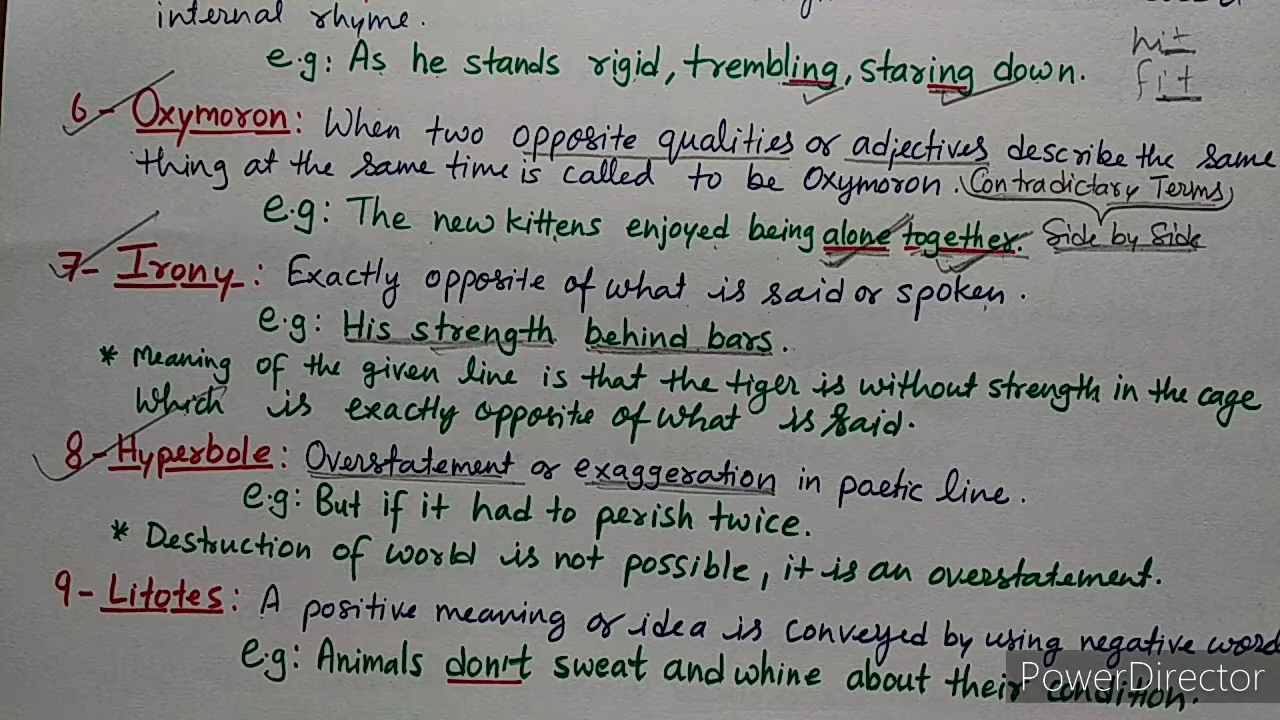 internal rhyme.
e.g: As he stands rigid, trembling, staring down.
hit
fit
6- Oxymoron: When two opposite qualities or adjectives describe the same
thing at the same time is called to be Oxymoron. (Contradictary Terms)
e.g: The new kittens enjoyed being alone together. Side by Side
7- Irony: Exactly opposite of what is said or spoken.
e.g: His strength behind bars.
* Meaning of the given line is that the tiger is without strength in the cage
Which is exactly opposite of what is said.
8- Hyperbole: Overstatement or exaggeration in paetic line.
e.g: But if it had to perish twice.
* Destruction of world is not possible, it is an overstatement.
9- Litotes: A positive meaning or idea is conveyed by using negative word
e.g: Animals don't sweat and whine about their condition.
PowerDirector